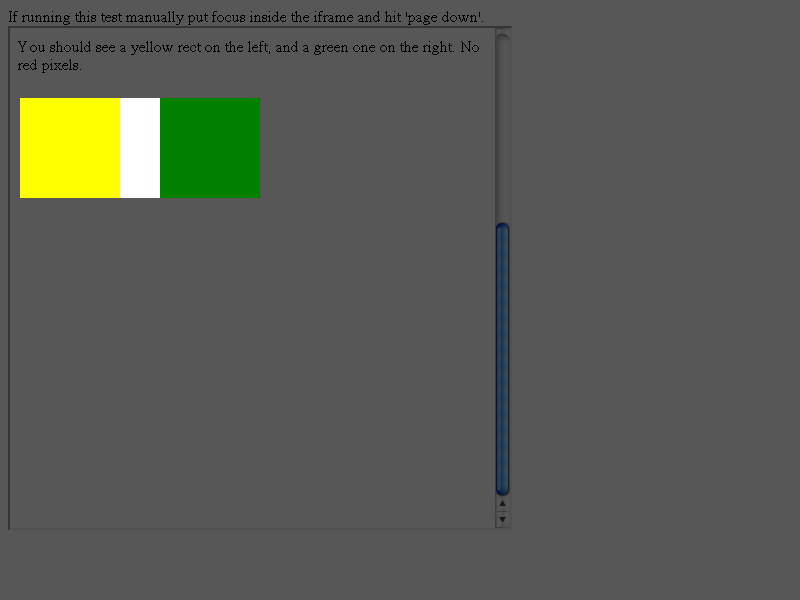 If running this test manually put focus inside the iframe and hit 'page down'.
You should see a yellow rect on the left, and a green one on the right. No
red pixels.